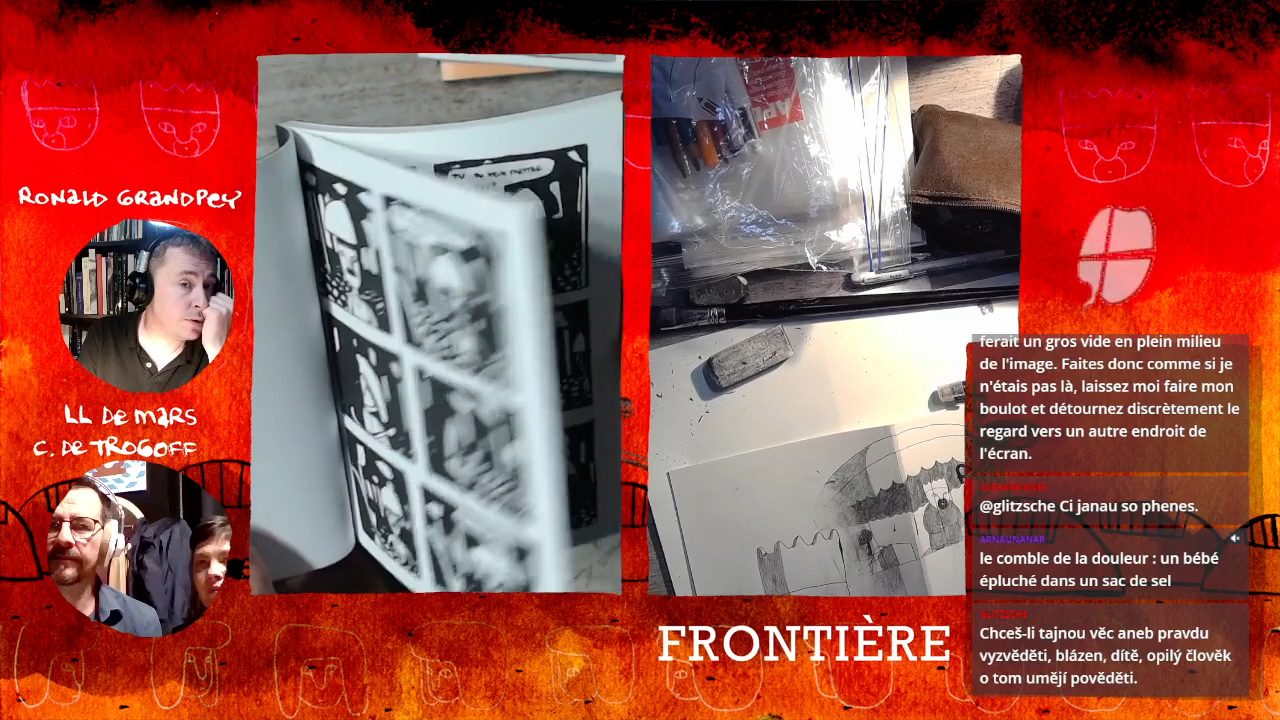 RONALD GRANDPEY
LL DE MARS
C. DE TROGOFF
FRONTIÈRE
ferait un gros vide en plein milieu
de l'image. Faites donc comme si je
n'étais pas là, laissez moi faire mon
boulot et détournez discrètement le
regard vers un autre endroit de
l'écran.
@glitzsche Ci janau so phenes.
ARNAUNANAR
le comble de la douleur : un bébé
épluché dans un sac de sel
GLITZSCHE
Chceš-li tajnou věc aneb pravdu
vyzvěděti, blázen, dítě, opilý člověk
o tom umějí pověděti.